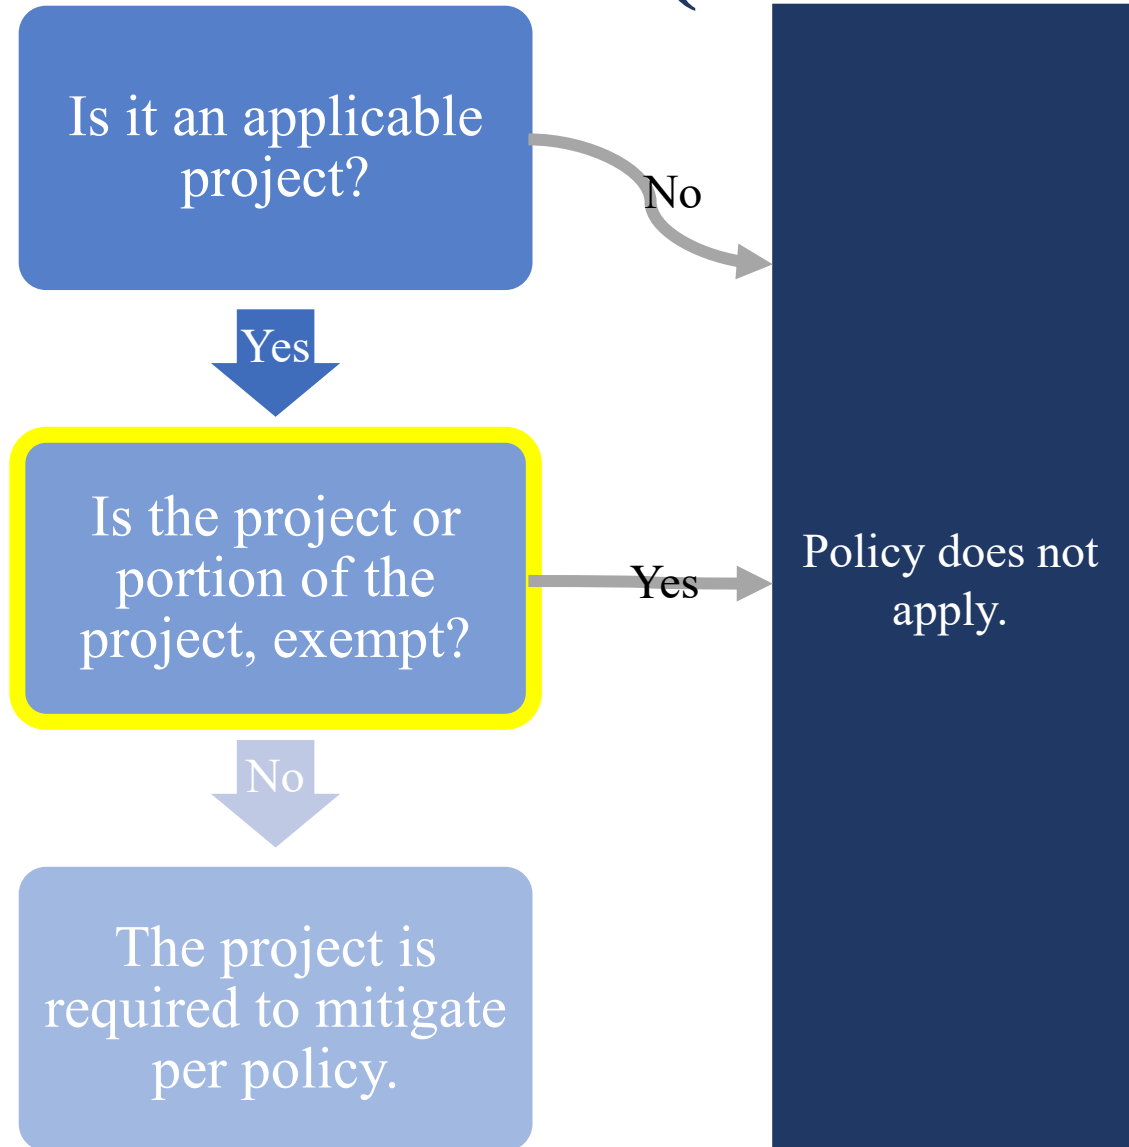 Is it an applicable
project?
No
Yes
Is the project or
portion of the
project, exempt?
Yes
Policy does not
apply.
No
The project is
required to mitigate
per policy.